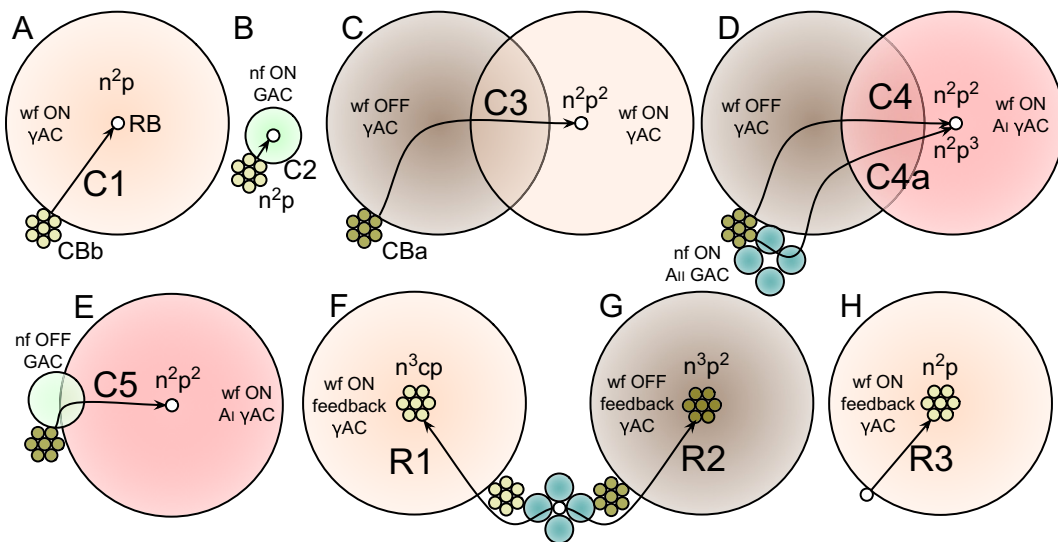 A
n²p
wf ON
γAC
RB
C1
CBb
B
nf ON
GAC
C2
n²p
C
wf OFF
γAC
C3
n²p²
wf ON
γAC
CBa
D
wf OFF
γAC
C4
n²p²
wf ON
AI γAC
n²p³
C4a
nf ON
AII GAC
E
nf OFF
GAC
C5
n²p²
wf ON
AI γAC
F
n³cp
wf ON
feedback
γAC
R1
G
n³p²
wf OFF
feedback
γAC
R2
H
n²p
wf ON
feedback
γAC
R3